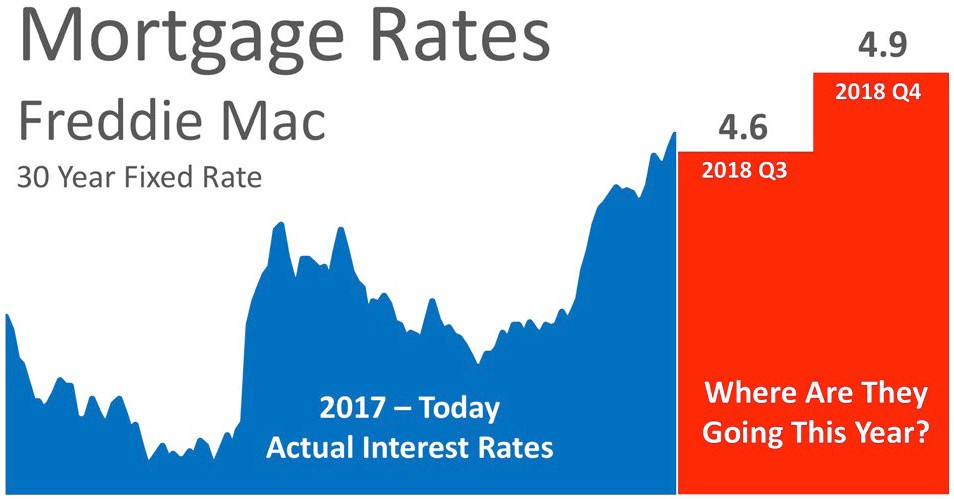 Mortgage Rates
Freddie Mac
30 Year Fixed Rate
4.9
2018 Q4
4.6
2018 Q3
2017 – Today
Actual Interest Rates
Where Are They
Going This Year?